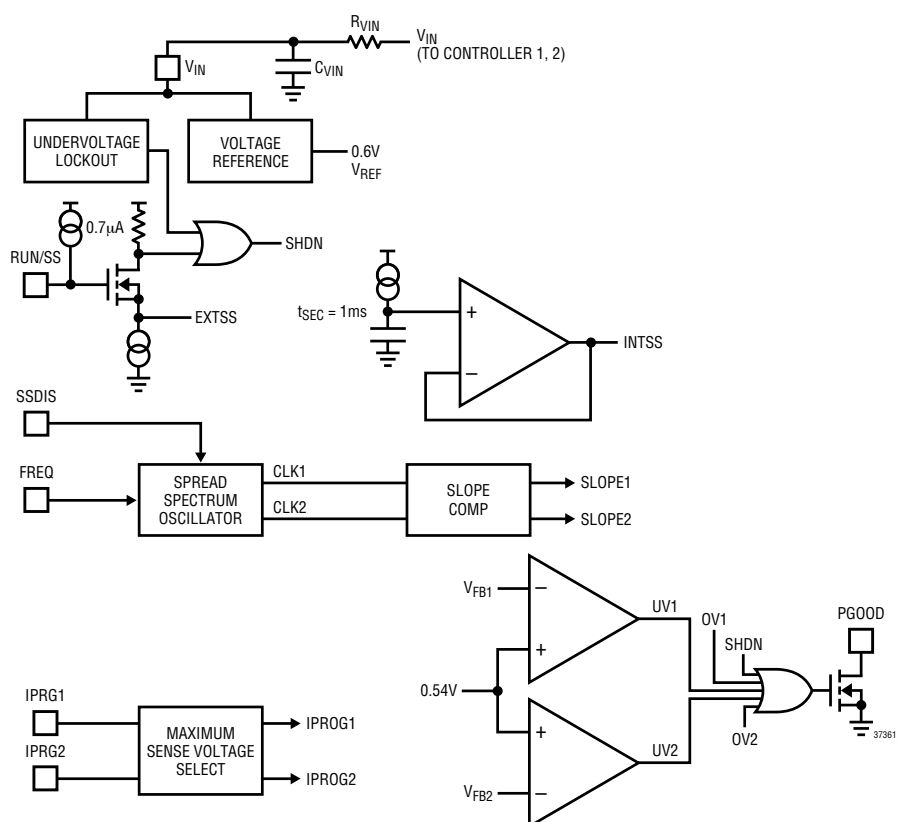 RVIN
VIN
(TO CONTROLLER 1, 2)
VIN
CVIN
UNDERVOLTAGE
LOCKOUT
VOLTAGE
REFERENCE
0.6V
VREF
0.7µA
SHDN
RUN/SS
EXTSS
tSEC = 1ms
+
–
INTSS
SSDIS
FREQ
SPREAD
SPECTRUM
OSCILLATOR
CLK1
CLK2
SLOPE
COMP
SLOPE1
SLOPE2
VFB1
–
+
UV1
OV1
SHDN
PGOOD
0.54V
+
–
UV2
OV2
VFB2
37361
IPRG1
IPRG2
MAXIMUM
SENSE VOLTAGE
SELECT
IPROG1
IPROG2